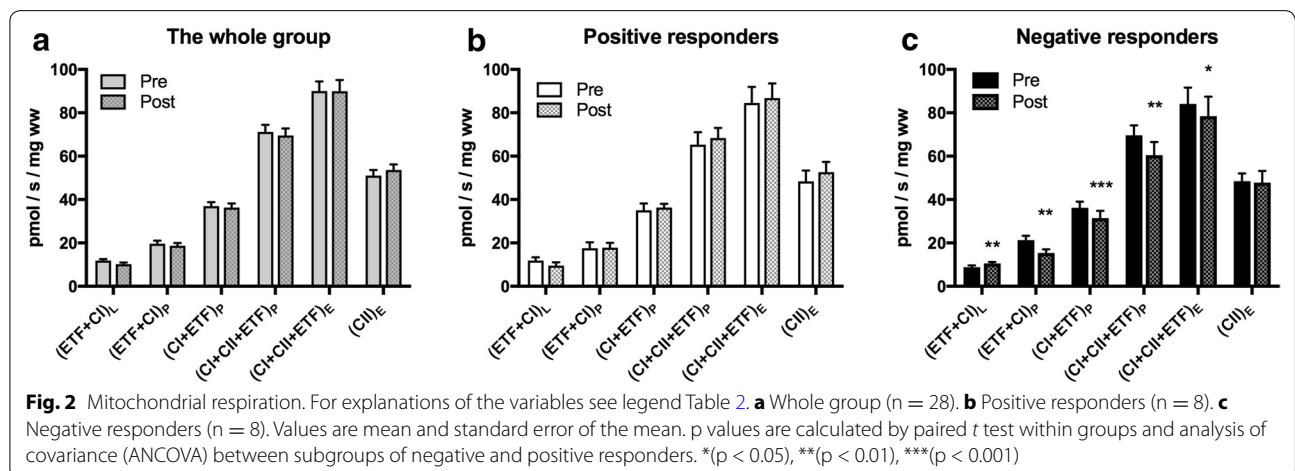 a The whole group
pmol / s / mg ww
100
80
60
40
20
0
Pre
Post
(ETF+CI)L
(ETF+CI)P
(CI+ETF)P
(CI+CII+ETF)P
(CI+CII+ETF)E
(CII)E
b Positive responders
100
80
60
40
20
0
Pre
Post
(ETF+CI)L
(ETF+CI)P
(CI+ETF)P
(CI+CII+ETF)P
(CI+CII+ETF)E
(CII)E
c Negative responders
pmol / s / mg ww
100
80
60
40
20
0
Pre
Post
**
**
***
**
*
(ETF+CI)L
(ETF+CI)P
(CI+ETF)P
(CI+CII+ETF)P
(CI+CII+ETF)E
(CII)E
Fig. 2 Mitochondrial respiration. For explanations of the variables see legend Table 2. a Whole group (n = 28). b Positive responders (n = 8). c
Negative responders (n = 8). Values are mean and standard error of the mean. p values are calculated by paired t test within groups and analysis of
covariance (ANCOVA) between subgroups of negative and positive responders. *(p < 0.05), **(p < 0.01), ***(p < 0.001)